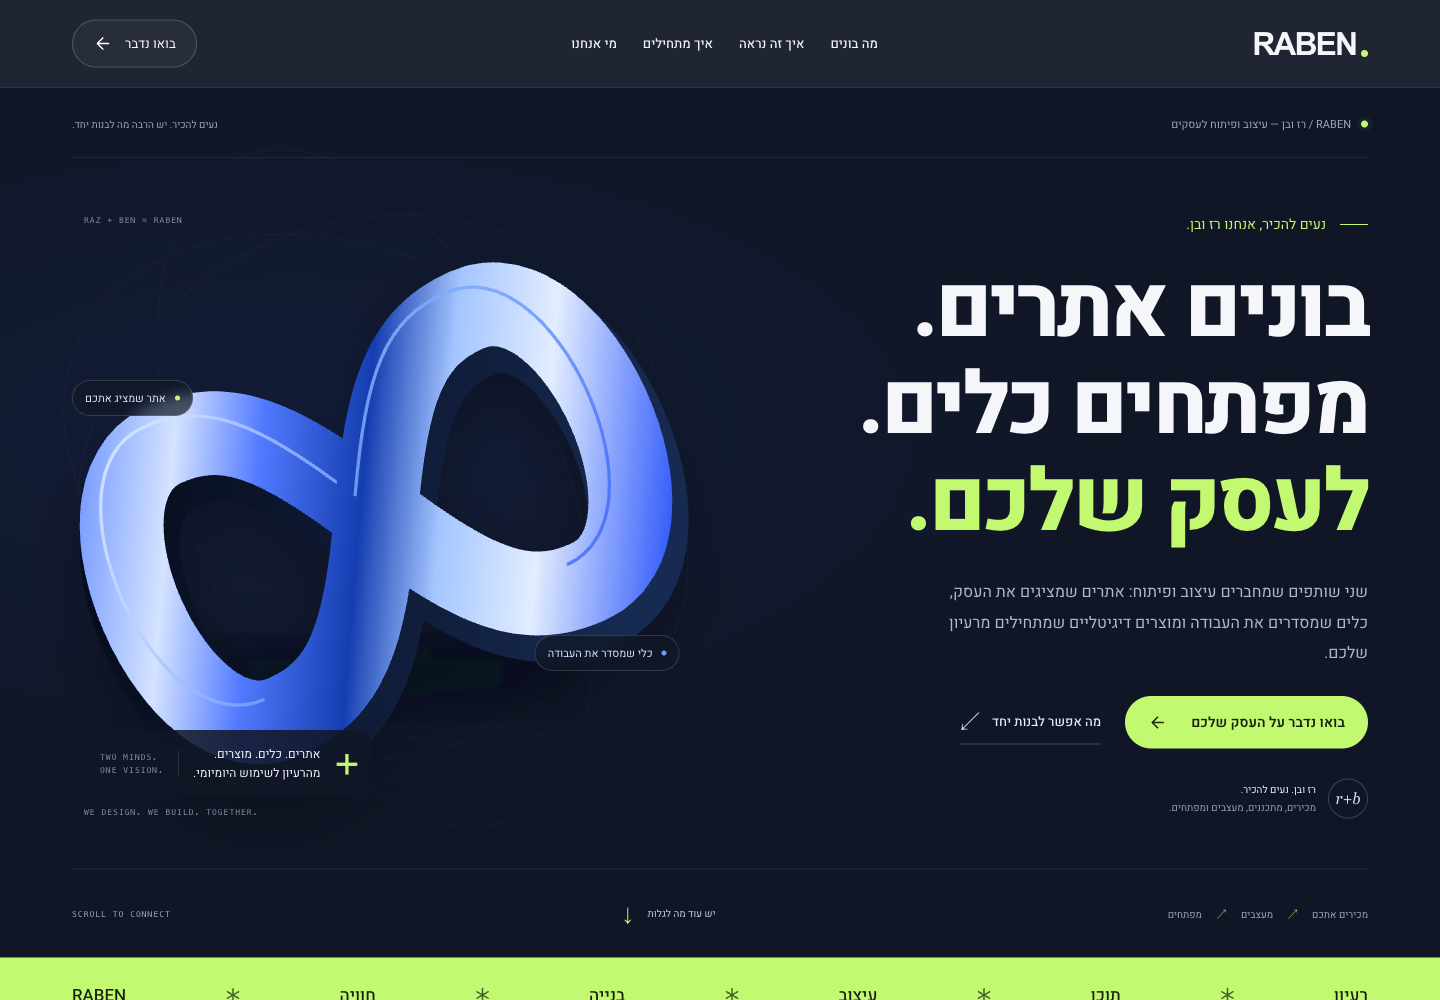 RABEN.
מה בונים
איך זה נראה
איך מתחילים
מי אנחנו
בואו נדבר ←
RABEN / רז ובן — עיצוב ופיתוח לעסקים
נעים להכיר. יש הרבה מה לבנות יחד.
נעים להכיר, אנחנו רז ובן.
בונים אתרים.
מפתחים כלים.
לעסק שלכם.
שני שותפים שמחברים עיצוב ופיתוח: אתרים שמציגים את העסק,
כלים שמסדרים את העבודה ומוצרים דיגיטליים שמתחילים מרעיון
שלכם.
בואו נדבר על העסק שלכם ←
מה אפשר לבנות יחד ↙
r+b
רז ובן. נעים להכיר.
מכירים, מתכננים, מעצבים ומפתחים.
RAZ + BEN = RABEN
אתר שמציג אתכם
כלי שמסדר את העבודה
+
אתרים. כלים. מוצרים.
מהרעיון לשימוש היומיומי.
TWO MINDS.
ONE VISION.
WE DESIGN. WE BUILD. TOGETHER.
מכירים אתכם ↗ מעצבים ↗ מפתחים
יש עוד מה לגלות ↓
SCROLL TO CONNECT
רעיון * תוכן * עיצוב * בנייה * חוויה * RABEN